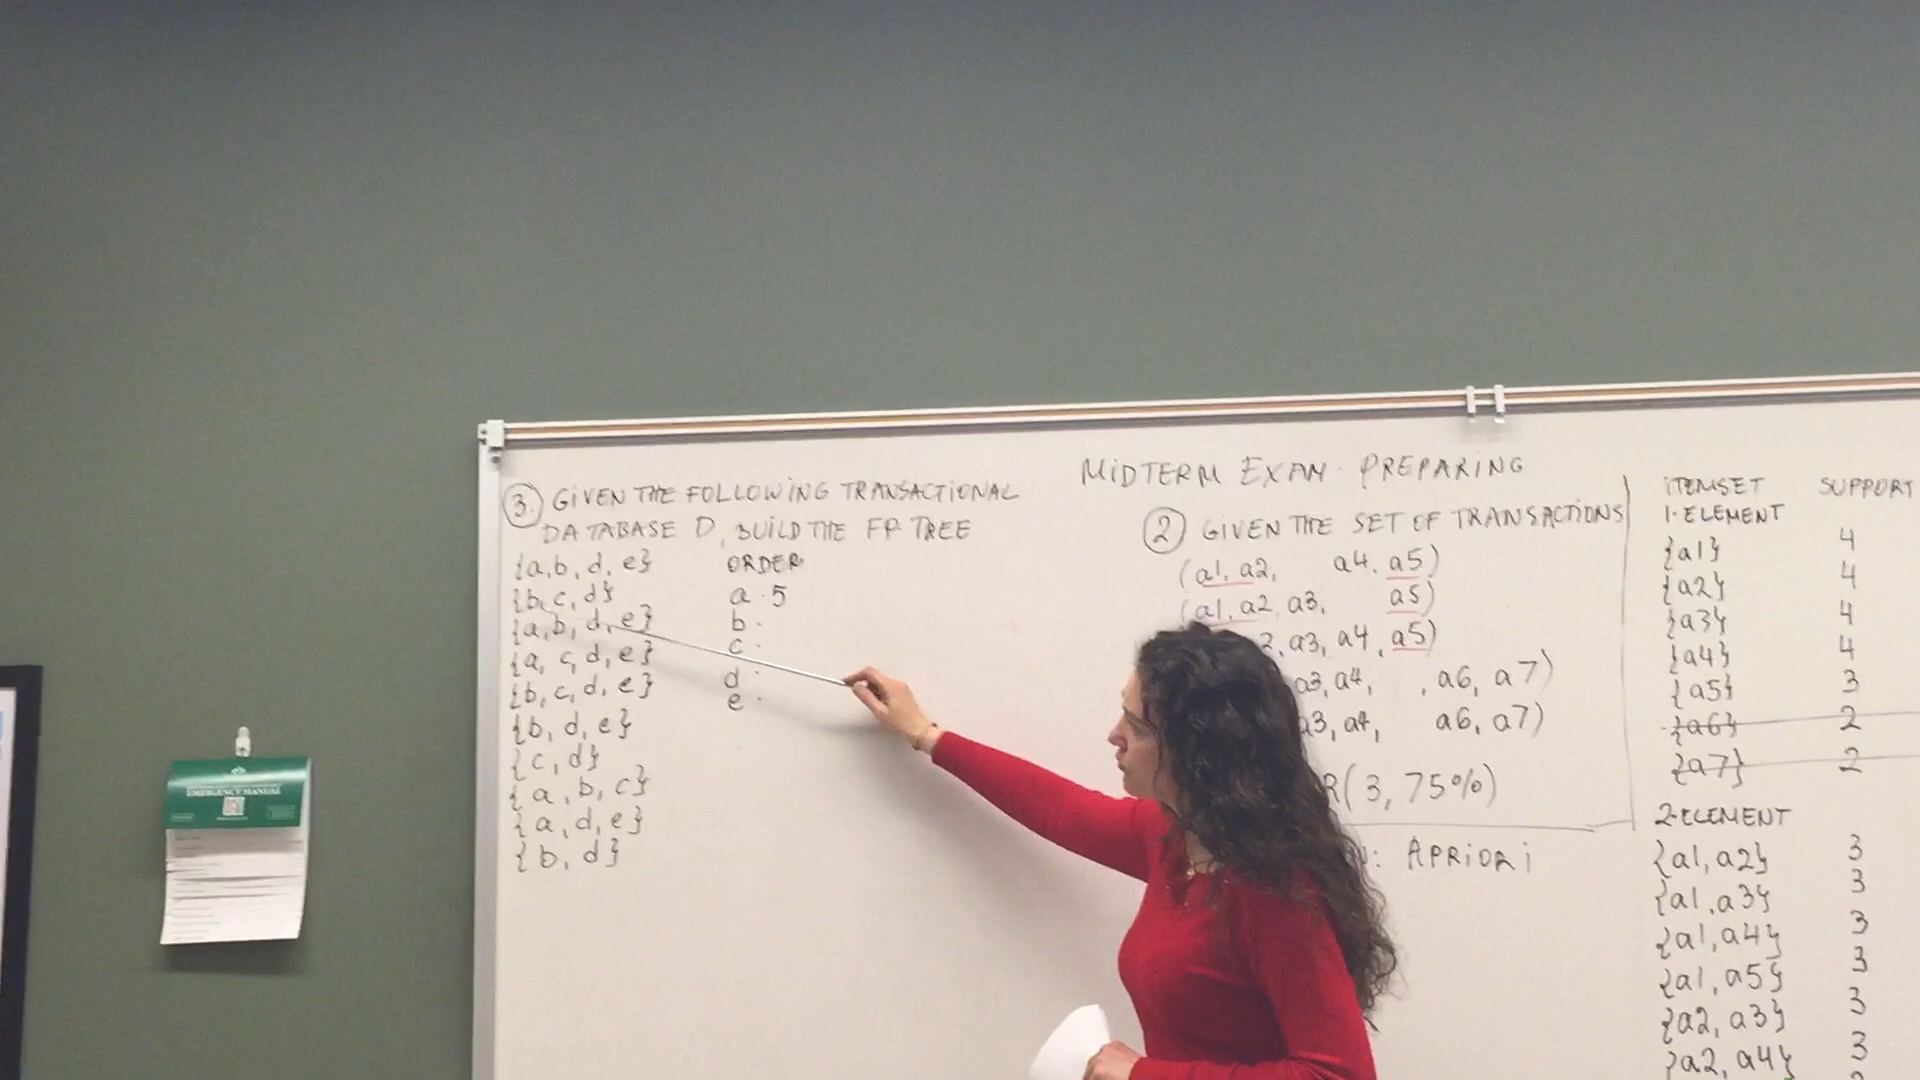 MIDTERM EXAM PREPARING
3. GIVEN THE FOLLOWING TRANSACTIONAL
DATABASE D, BUILD THE FP TREE
{a,b, d, e}
{b,c, d}
{a,b, d, e}
{a, c, d, e}
{b, c, d, e}
{b, d, e}
{c, d}
{a, b, c}
{a, d, e}
{b, d}
ORDER
a · 5
b ·
c ·
d ·
e ·
2 GIVEN THE SET OF TRANSACTIONS
(a1, a2, a4, a5)
(a1, a2, a3, a5)
2, a3, a4, a5)
a3, a4, , a6, a7)
a3, a4, a6, a7)
R(3, 75%)
: APRIORI
ITEMSET SUPPORT
1-ELEMENT
{a1} 4
{a2} 4
{a3} 4
{a4} 4
{a5} 3
{a6} 2
{a7} 2
2-ELEMENT
{a1, a2} 3
{a1, a3} 3
{a1, a4} 3
{a1, a5} 3
{a2, a3} 3
{a2, a4} 3
EMERGENCY MANUAL